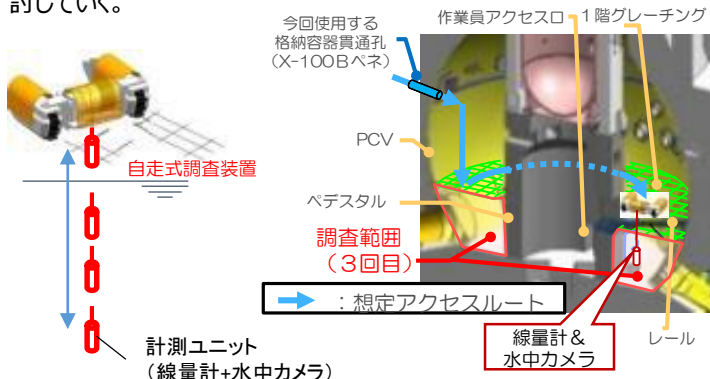 討していく。
今回使用する
格納容器貫通孔
（X-100Bペネ）
作業員アクセス口
１階グレーチング
PCV
自走式調査装置
ペデスタル
調査範囲
（３回目）
：想定アクセスルート
線量計＆
水中カメラ
レール
計測ユニット
（線量計+水中カメラ）